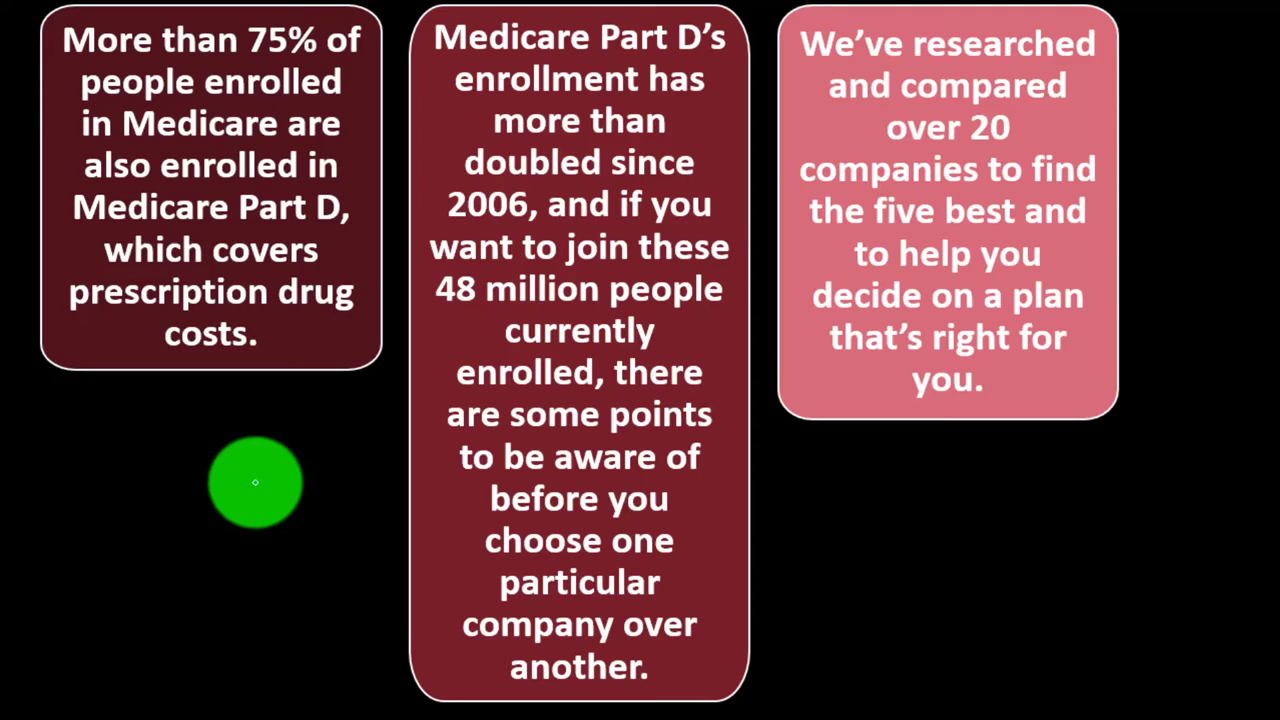 More than 75% of
people enrolled
in Medicare are
also enrolled in
Medicare Part D,
which covers
prescription drug
costs.
Medicare Part D’s
enrollment has
more than
doubled since
2006, and if you
want to join these
48 million people
currently
enrolled, there
are some points
to be aware of
before you
choose one
particular
company over
another.
We’ve researched
and compared
over 20
companies to find
the five best and
to help you
decide on a plan
that’s right for
you.